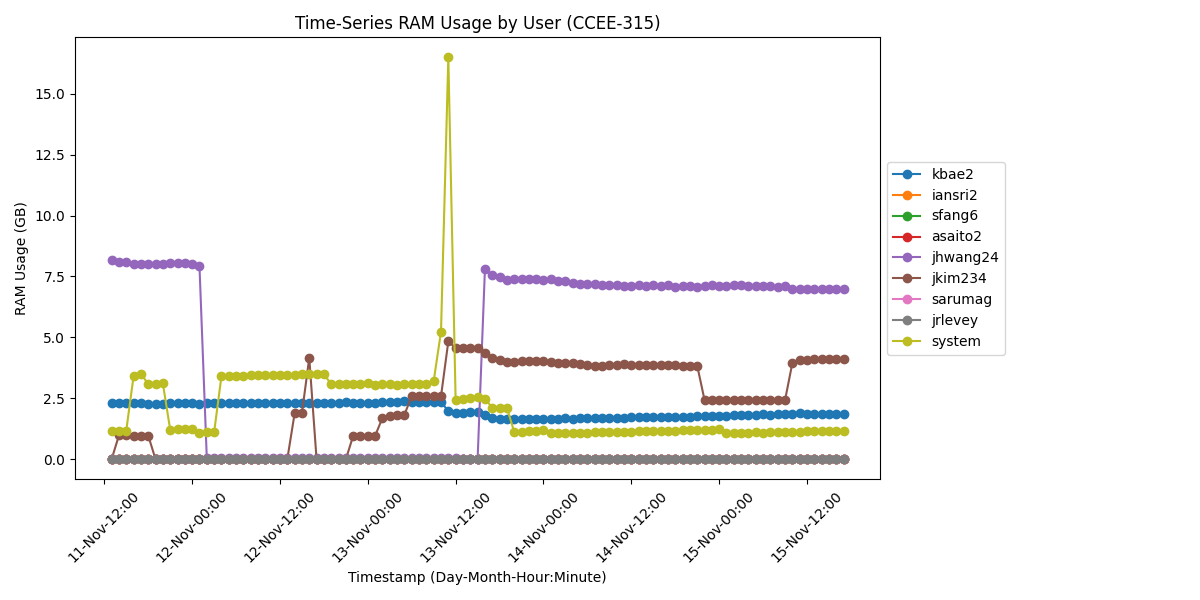 Time-Series RAM Usage by User (CCEE-315)
RAM Usage (GB)
15.0
12.5
10.0
7.5
5.0
2.5
0.0
11-Nov-12:00
12-Nov-00:00
12-Nov-12:00
13-Nov-00:00
13-Nov-12:00
14-Nov-00:00
14-Nov-12:00
15-Nov-00:00
15-Nov-12:00
Timestamp (Day-Month-Hour:Minute)
kbae2
iansri2
sfang6
asaito2
jhwang24
jkim234
sarumag
jrlevey
system